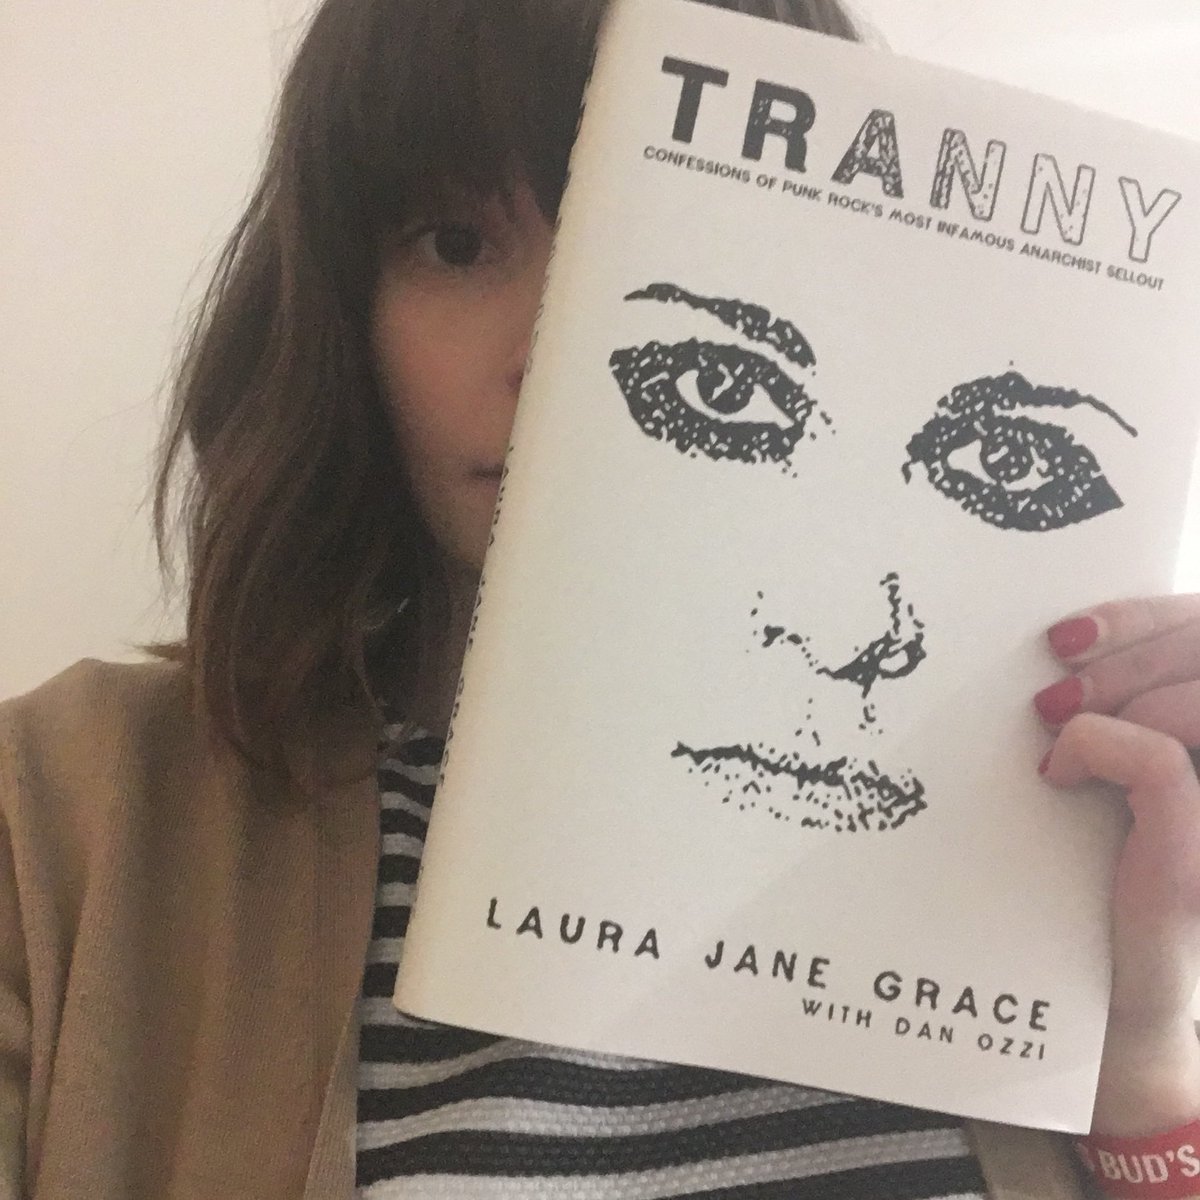 TRANNY
CONFESSIONS OF PUNK ROCK'S MOST INFAMOUS ANARCHIST SELLOUT
LAURA JANE GRACE
WITH DAN OZZI
BUD'S